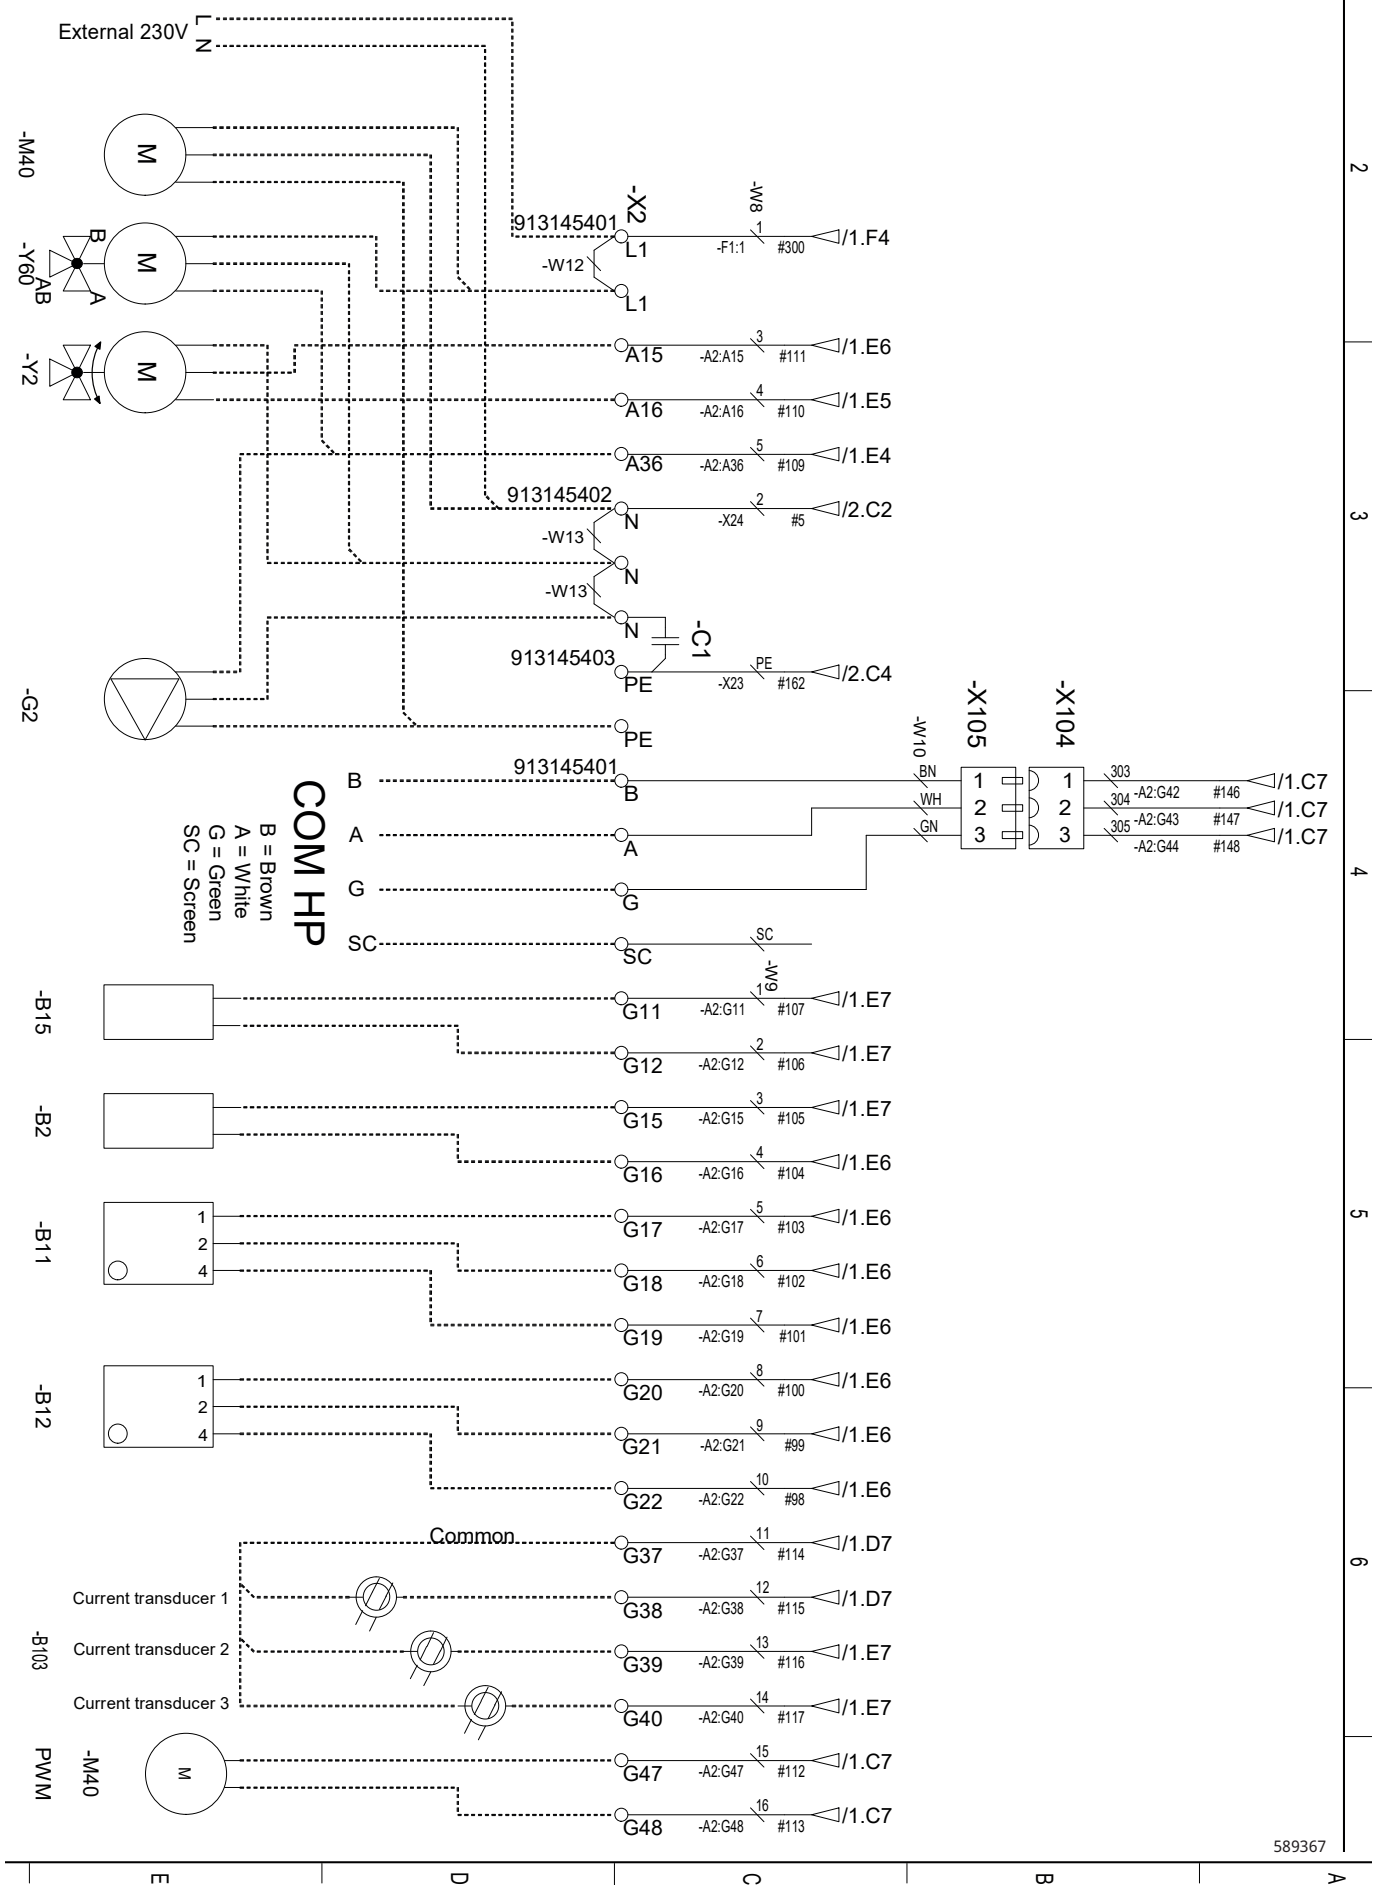 External 230V
L
N
-M40
M
-Y60
B
A
AB
M
-Y2
M
-G2
-X2
-W8
913145401
L1
-W12
L1
1
-F1:1
#300
/1.F4
A15
3
-A2:A15
#111
/1.E6
A16
4
-A2:A16
#110
/1.E5
A36
5
-A2:A36
#109
/1.E4
913145402
N
2
-X24
#5
/2.C2
-W13
N
-W13
N
-C1
913145403
PE
PE
-X23
#162
/2.C4
PE
-W10
-X105
-X104
913145401
B
B
BN
1
1
303
-A2:G42
#146
/1.C7
A
A
WH
2
2
304
-A2:G43
#147
/1.C7
G
G
GN
3
3
305
-A2:G44
#148
/1.C7
SC
SC
SC
COM HP
B = Brown
A = White
G = Green
SC = Screen
-W9
-B15
G11
1
-A2:G11
#107
/1.E7
G12
2
-A2:G12
#106
/1.E7
-B2
G15
3
-A2:G15
#105
/1.E7
G16
4
-A2:G16
#104
/1.E6
-B11
1
2
4
G17
5
-A2:G17
#103
/1.E6
G18
6
-A2:G18
#102
/1.E6
G19
7
-A2:G19
#101
/1.E6
-B12
1
2
4
G20
8
-A2:G20
#100
/1.E6
G21
9
-A2:G21
#99
/1.E6
G22
10
-A2:G22
#98
/1.E6
Common
G37
11
-A2:G37
#114
/1.D7
-B103
Current transducer 1
G38
12
-A2:G38
#115
/1.D7
Current transducer 2
G39
13
-A2:G39
#116
/1.E7
Current transducer 3
G40
14
-A2:G40
#117
/1.E7
-M40
PWM
M
G47
15
-A2:G47
#112
/1.C7
G48
16
-A2:G48
#113
/1.C7
2
3
4
5
6
589367
E
D
C
B
A